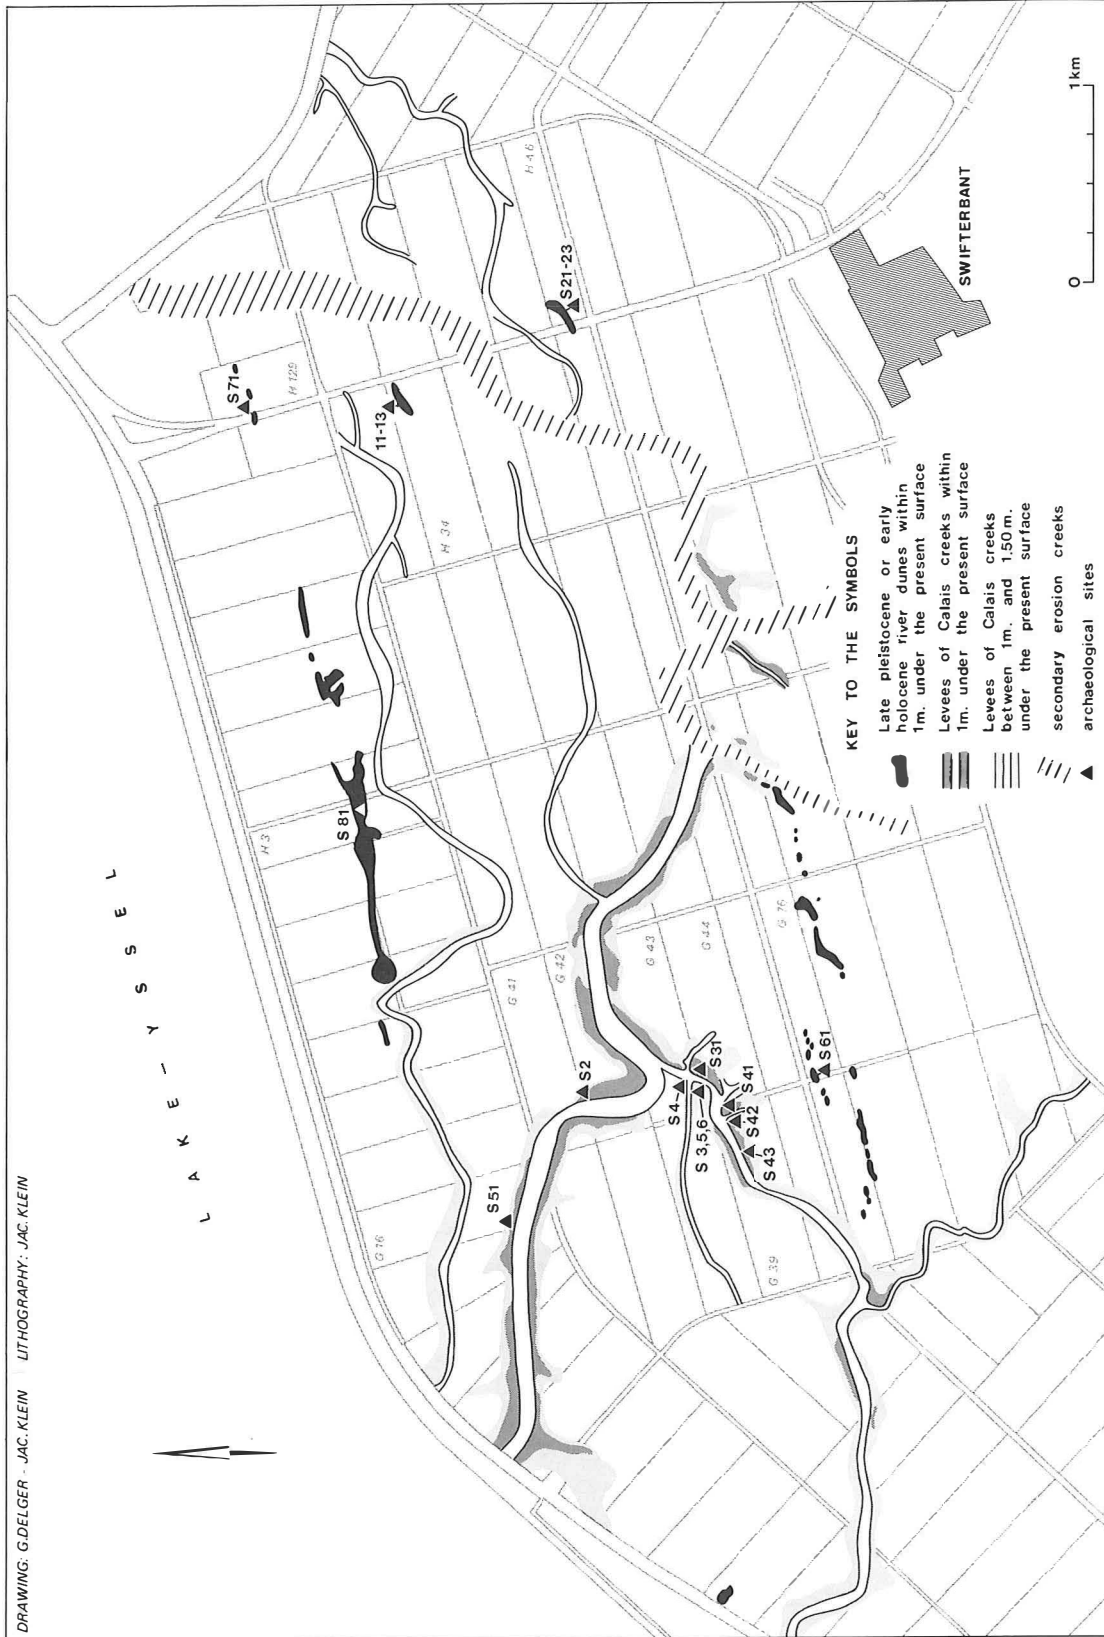 DRAWING: G.DELGER - JAC. KLEIN LITHOGRAPHY: JAC. KLEIN
LAKE-YSSEL
S 71
H 129
H 3
S 81
11-13
H 34
H 46
S21-23
G 16
S51
S2
G 41
G 42
G 43
G 44
G 76
S4
S31
S 3,5,6
S41
S42
S43
S61
G 39
SWIFTERBANT
KEY TO THE SYMBOLS
Late pleistocene or early
holocene river dunes within
1m. under the present surface
Levees of Calais creeks within
1m. under the present surface
Levees of Calais creeks
between 1m. and 1,50 m.
under the present surface
secondary erosion creeks
archaeological sites
0 1km